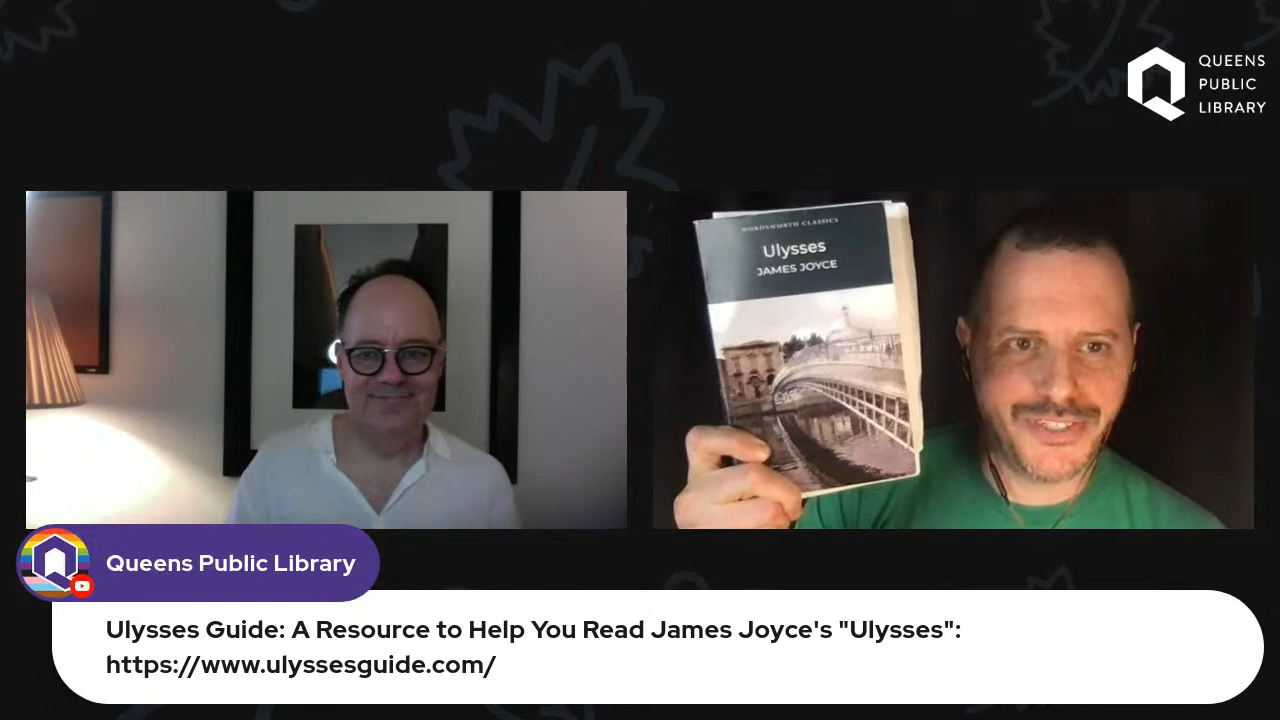 QUEENS
PUBLIC
LIBRARY
WORDSWORTH CLASSICS
Ulysses
JAMES JOYCE
Queens Public Library
Ulysses Guide: A Resource to Help You Read James Joyce's "Ulysses":
https://www.ulyssesguide.com/